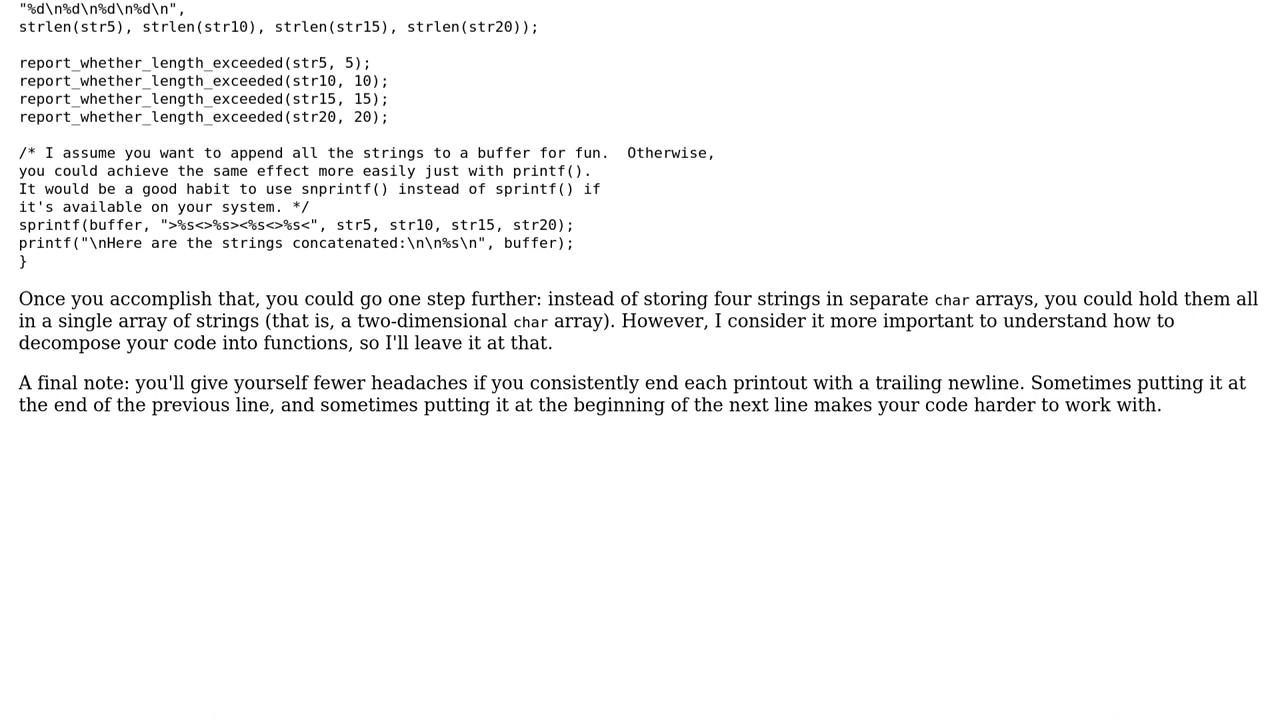 "%d\n%d\n%d\n%d\n",
strlen(str5), strlen(str10), strlen(str15), strlen(str20));
report_whether_length_exceeded(str5, 5);
report_whether_length_exceeded(str10, 10);
report_whether_length_exceeded(str15, 15);
report_whether_length_exceeded(str20, 20);
/* I assume you want to append all the strings to a buffer for fun.  Otherwise,
you could achieve the same effect more easily just with printf().
It would be a good habit to use snprintf() instead of sprintf() if
it's available on your system. */
sprintf(buffer, ">%s<>%s><%s<>%s<", str5, str10, str15, str20);
printf("\nHere are the strings concatenated:\n\n%s\n", buffer);
}
Once you accomplish that, you could go one step further: instead of storing four strings in separate char arrays, you could hold them all
in a single array of strings (that is, a two-dimensional char array). However, I consider it more important to understand how to
decompose your code into functions, so I'll leave it at that.
A final note: you'll give yourself fewer headaches if you consistently end each printout with a trailing newline. Sometimes putting it at
the end of the previous line, and sometimes putting it at the beginning of the next line makes your code harder to work with.